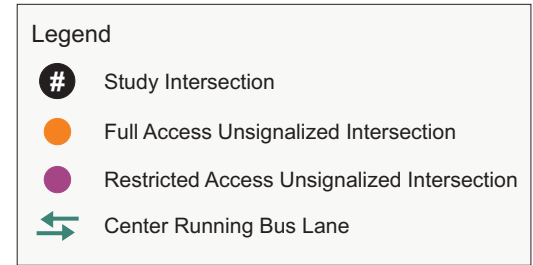 Legend
# Study Intersection
Full Access Unsignalized Intersection
Restricted Access Unsignalized Intersection
Center Running Bus Lane